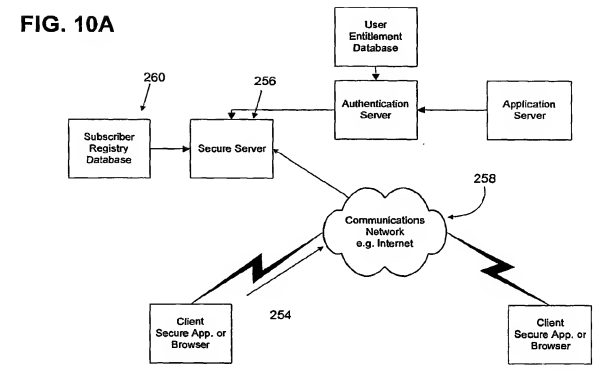 FIG. 10A
User
Entitlement
Database
260
256
Authentication
Server
Application
Server
Subscriber
Registry
Database
Secure Server
258
Communications
Network
e.g. Internet
254
Client
Secure App. or
Browser
Client
Secure App. or
Browser